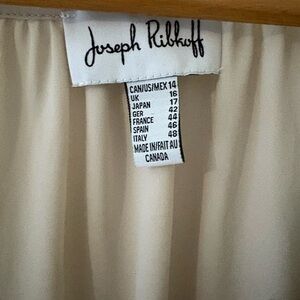 Joseph Ribkoff
CAN/US/MEX 14
UK 16
JAPAN 17
GER 42
FRANCE 44
SPAIN 46
ITALY 48
MADE IN/FAIT AU
CANADA